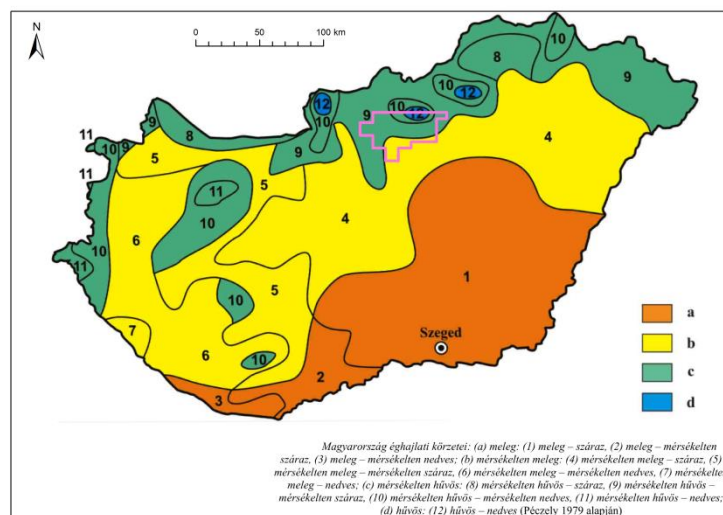 N
0 50 100 km
10
8
12
10
12
9
9
10
10
12
9
8
11
10
9
9
5
4
11
5
11
10
4
6
10
1
5
11
10
7
6
10
Szeged
2
3
a
b
c
d
Magyarország éghajlati körzetei: (a) meleg: (1) meleg – száraz, (2) meleg – mérsékelten
száraz, (3) meleg – mérsékelten nedves; (b) mérsékelten meleg: (4) mérsékelten meleg – száraz, (5)
mérsékelten meleg – mérsékelten száraz, (6) mérsékelten meleg – mérsékelten nedves, (7) mérsékelten
meleg – nedves; (c) mérsékelten hűvös: (8) mérsékelten hűvös – száraz, (9) mérsékelten hűvös –
mérsékelten száraz, (10) mérsékelten hűvös – mérsékelten nedves, (11) mérsékelten hűvös – nedves;
(d) hűvös: (12) hűvös – nedves (Péczely 1979 alapján)